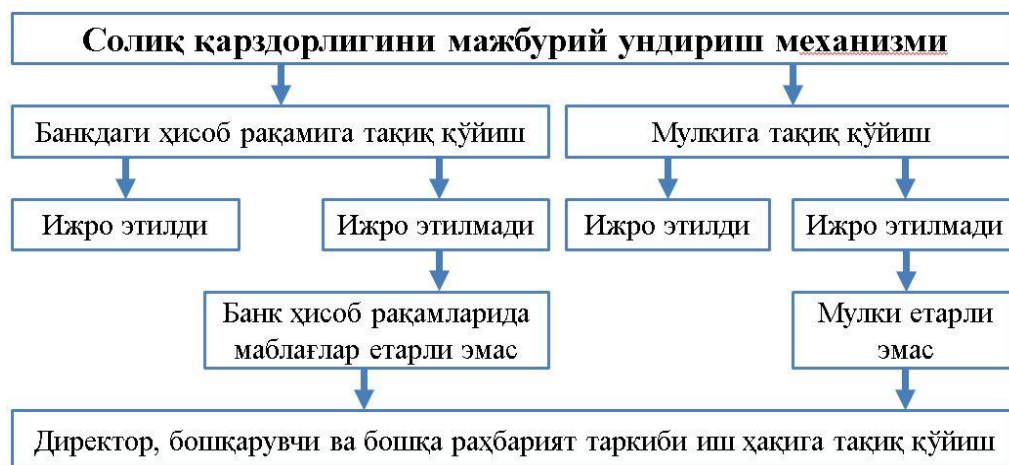 Солиқ қарздорлигини мажбурий ундириш механизми
Банкдаги ҳисоб рақамига тақиқ қўйиш
Мулкига тақиқ қўйиш
Ижро этилди
Ижро этилмади
Ижро этилди
Ижро этилмади
Банк ҳисоб рақамларида
маблағлар етарли эмас
Мулки етарли
эмас
Директор, бошқарувчи ва бошқа раҳбарият таркиби иш ҳақига тақиқ қўйиш